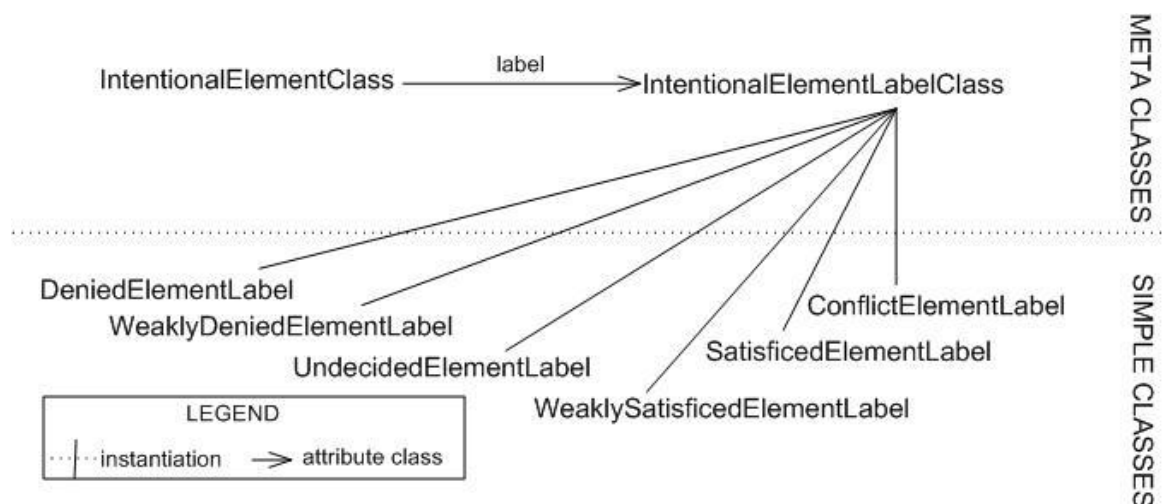 label
IntentionalElementClass
IntentionalElementLabelClass
META CLASSES
DeniedElementLabel
WeaklyDeniedElementLabel
UndecidedElementLabel
WeaklySatisficedElementLabel
SatisficedElementLabel
ConflictElementLabel
SIMPLE CLASSES
LEGEND
instantiation
attribute class